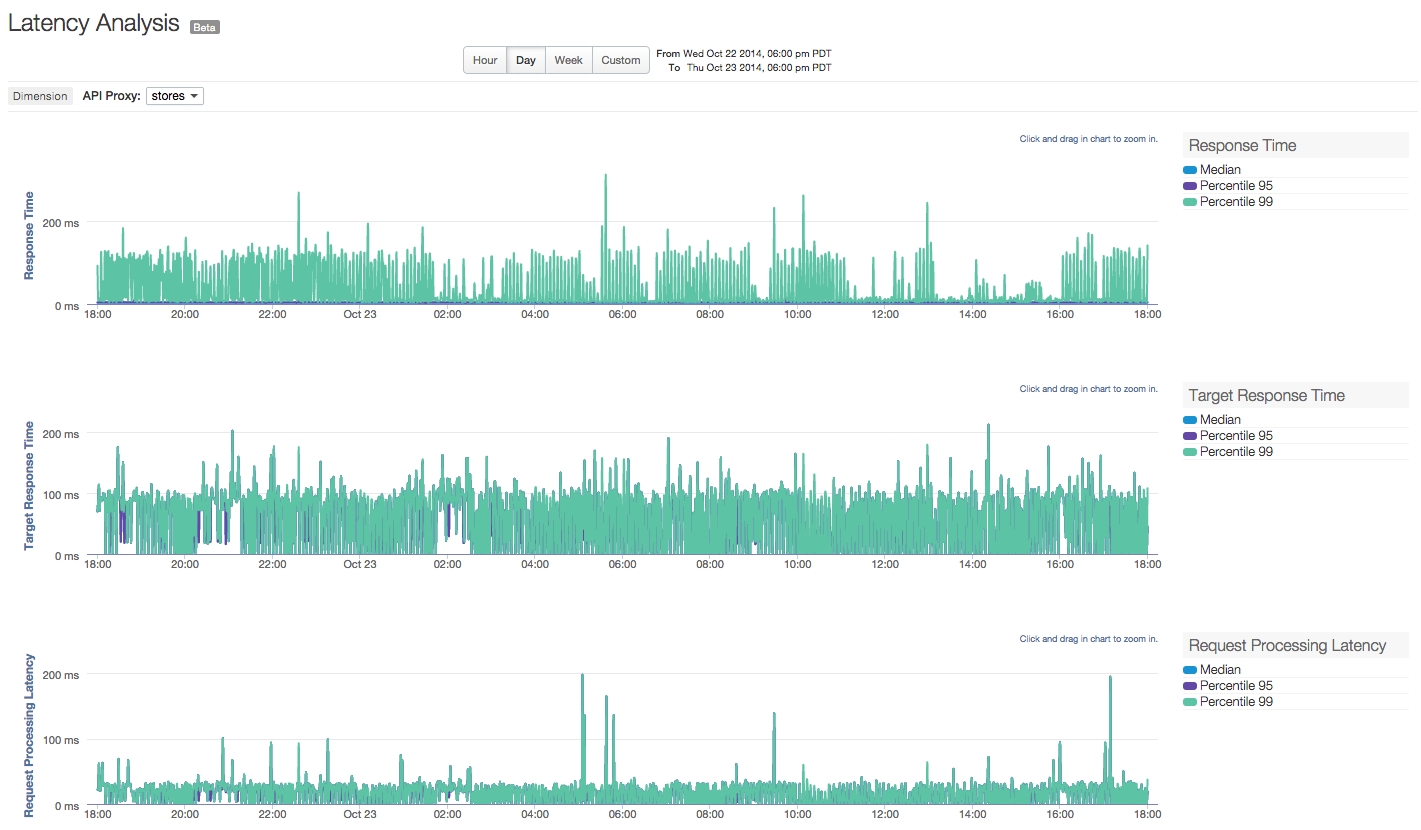 Latency Analysis Beta
Hour Day Week Custom
From Wed Oct 22 2014, 06:00 pm PDT
To Thu Oct 23 2014, 06:00 pm PDT
Dimension API Proxy: stores
Click and drag in chart to zoom in.
Response Time
200 ms
0 ms
18:00 20:00 22:00 Oct 23 02:00 04:00 06:00 08:00 10:00 12:00 14:00 16:00 18:00
Response Time
Median
Percentile 95
Percentile 99
Click and drag in chart to zoom in.
Target Response Time
200 ms
100 ms
0 ms
18:00 20:00 22:00 Oct 23 02:00 04:00 06:00 08:00 10:00 12:00 14:00 16:00 18:00
Target Response Time
Median
Percentile 95
Percentile 99
Click and drag in chart to zoom in.
Request Processing Latency
200 ms
100 ms
0 ms
18:00 20:00 22:00 Oct 23 02:00 04:00 06:00 08:00 10:00 12:00 14:00 16:00 18:00
Request Processing Latency
Median
Percentile 95
Percentile 99